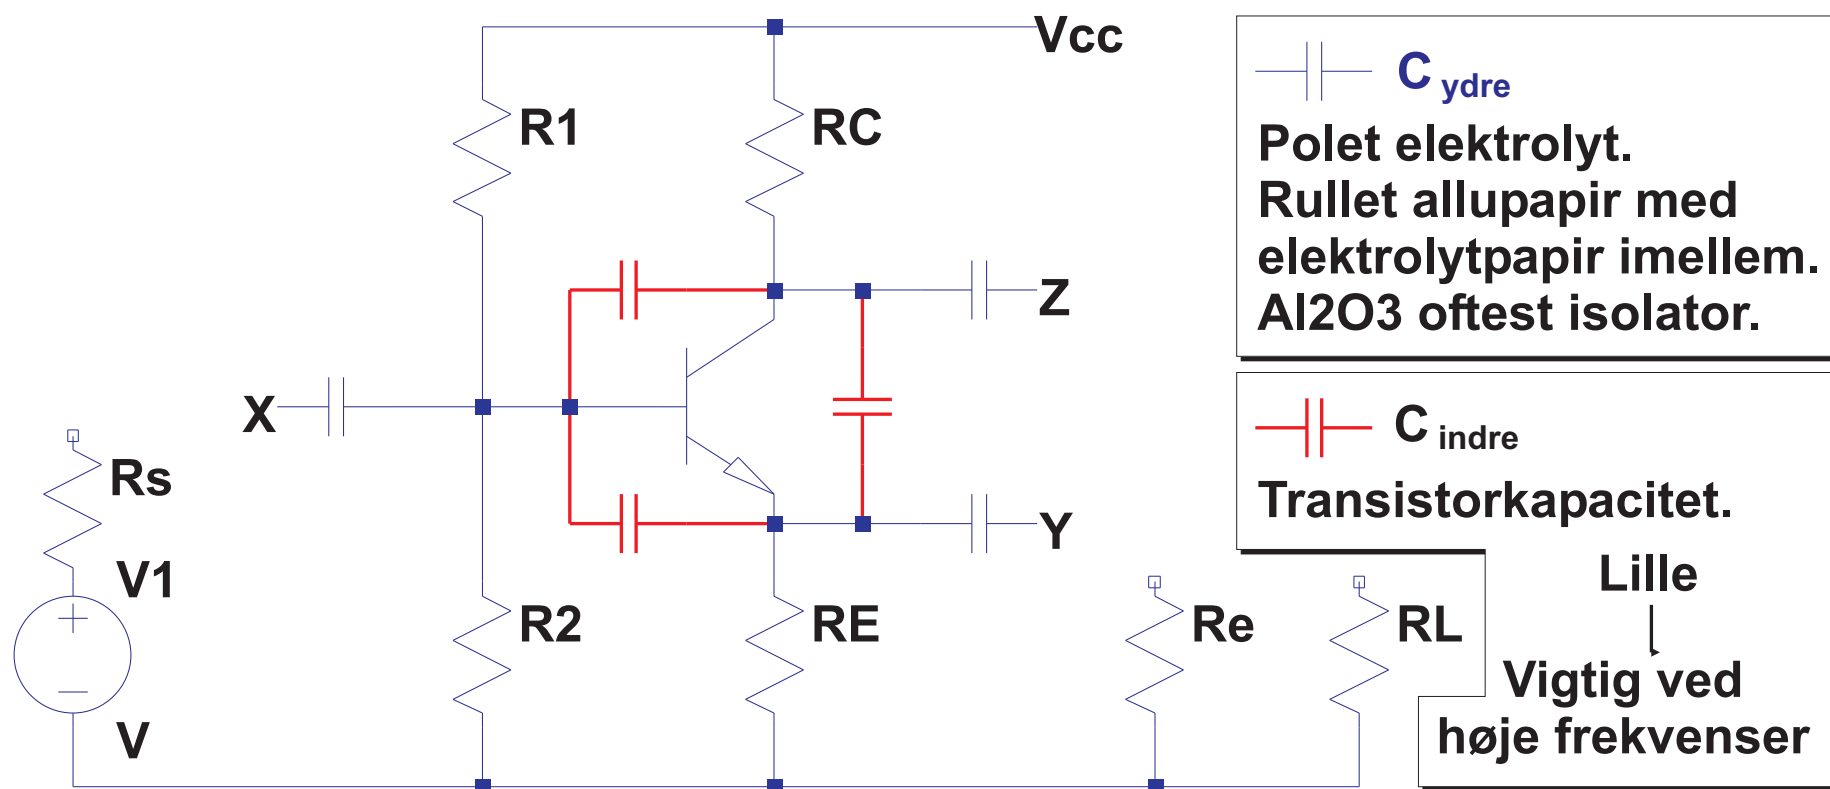 Vcc
R1
RC
Z
X
Rs
V1
V
Y
R2
RE
Re
RL
C ydre
Polet elektrolyt.
Rullet allupapir med
elektrolytpapir imellem.
Al2O3 oftest isolator.
C indre
Transistorkapacitet.
Lille
Vigtig ved
høje frekvenser